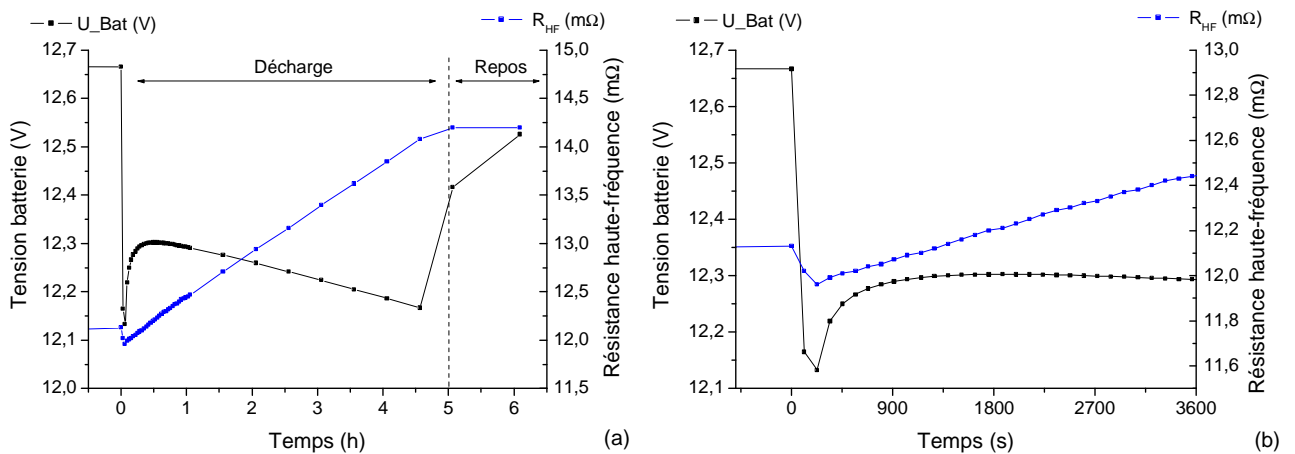 U_Bat (V)
R_HF (mΩ)
12,7
12,6
12,5
12,4
12,3
12,2
12,1
12,0
Tension batterie (V)
Décharge
Repos
15,0
14,5
14,0
13,5
13,0
12,5
12,0
11,5
Résistance haute-fréquence (mΩ)
0 1 2 3 4 5 6
Temps (h)
(a)
U_Bat (V)
R_HF (mΩ)
12,7
12,6
12,5
12,4
12,3
12,2
12,1
Tension batterie (V)
13,0
12,8
12,6
12,4
12,2
12,0
11,8
11,6
Résistance haute-fréquence (mΩ)
0 900 1800 2700 3600
Temps (s)
(b)